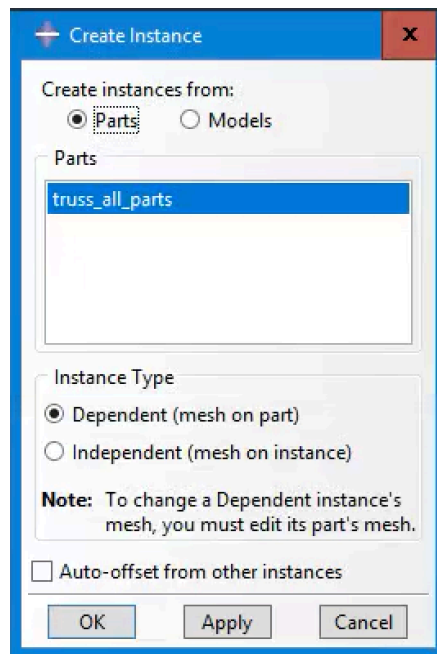 Create Instance
x
Create instances from:
Parts Models
Parts
truss_all_parts
Instance Type
Dependent (mesh on part)
Independent (mesh on instance)
Note: To change a Dependent instance's
mesh, you must edit its part's mesh.
Auto-offset from other instances
OK Apply Cancel